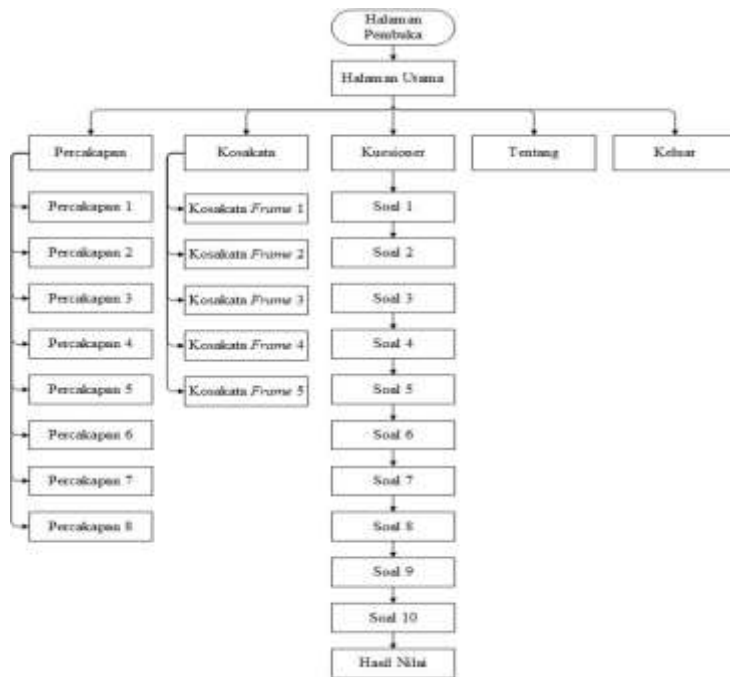 Halaman
Pembuka
Halaman Utama
Percakapan
Kosakata
Kuesioner
Tentang
Keluar
Percakapan 1
Percakapan 2
Percakapan 3
Percakapan 4
Percakapan 5
Percakapan 6
Percakapan 7
Percakapan 8
Kosakata Frame 1
Kosakata Frame 2
Kosakata Frame 3
Kosakata Frame 4
Kosakata Frame 5
Soal 1
Soal 2
Soal 3
Soal 4
Soal 5
Soal 6
Soal 7
Soal 8
Soal 9
Soal 10
Hasil Nilai